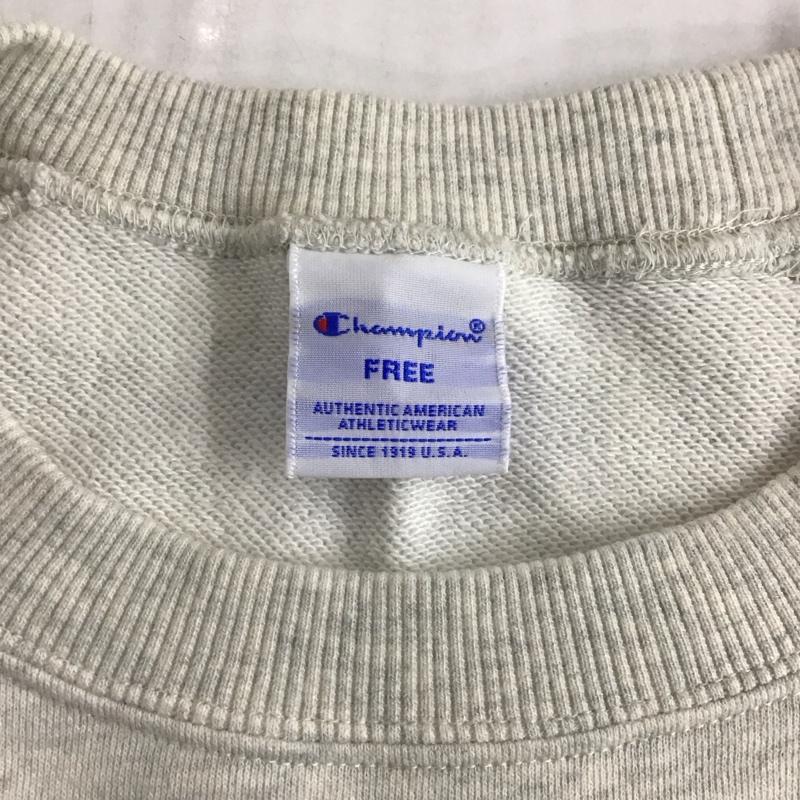 Champion®
FREE
AUTHENTIC AMERICAN
ATHLETICWEAR
SINCE 1919 U.S.A.